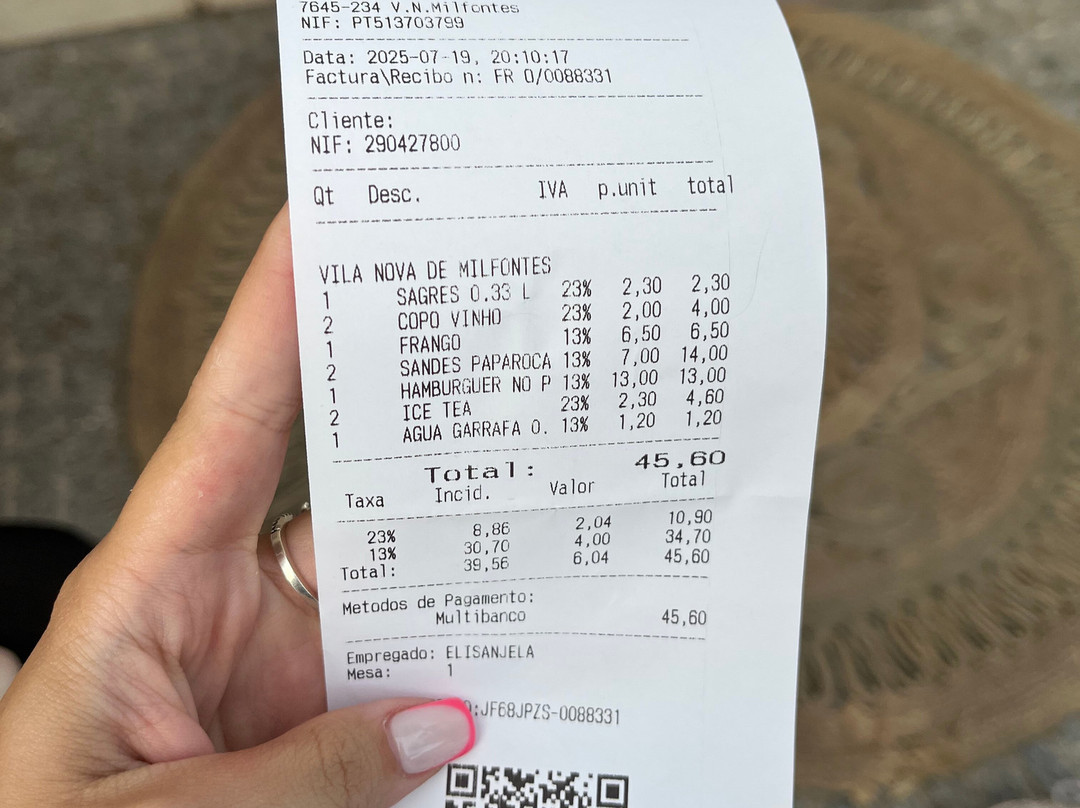 7645-234 V.N.Milfontes
NIF: PT513703799
Data: 2025-07-19, 20:10:17
Factura\Recibo n: FR O/0088331
Cliente:
NIF: 290427800
Qt Desc. IVA p.unit total
VILA NOVA DE MILFONTES
1 SAGRES 0.33 L 23% 2,30 2,30
2 COPO VINHO 23% 2,00 4,00
1 FRANGO 13% 6,50 6,50
2 SANDES PAPAROCA 13% 7,00 14,00
1 HAMBURGUER NO P 13% 13,00 13,00
2 ICE TEA 23% 2,30 4,60
1 AGUA GARRAFA 0. 13% 1,20 1,20
Total: 45,60
Taxa Incid. Valor Total
23% 8,86 2,04 10,90
13% 30,70 4,00 34,70
Total: 39,56 6,04 45,60
Metodos de Pagamento:
Multibanco 45,60
Empregado: ELISANJELA
Mesa: 1
:JF68JPZS-0088331